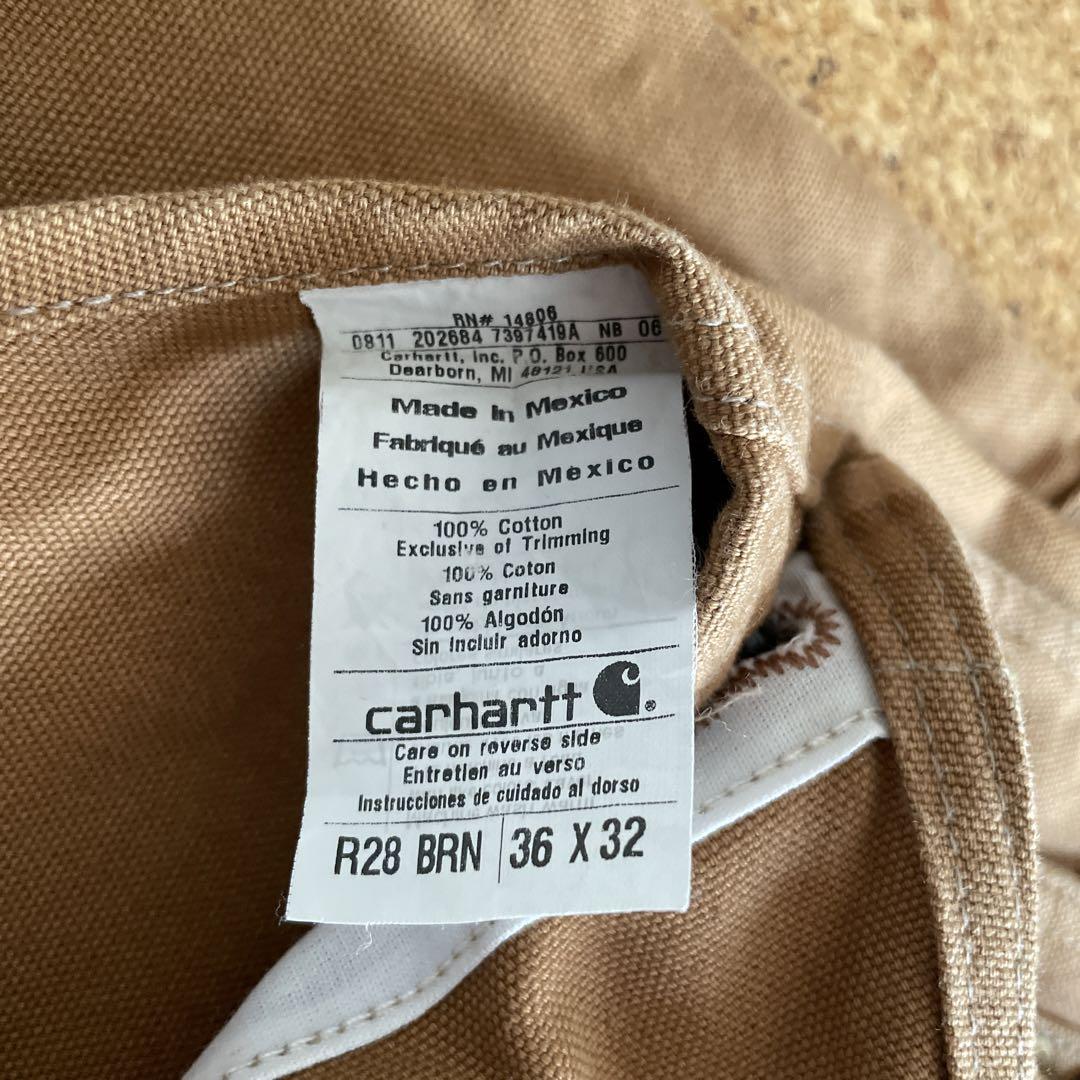 RN# 14806
0811 202684 7397419A NB 06
Carhartt, Inc. P.O. Box 600
Dearborn, MI 48121 USA
Made in Mexico
Fabriqué au Mexique
Hecho en México
100% Cotton
Exclusive of Trimming
100% Coton
Sans garniture
100% Algodón
Sin incluir adorno
carhartt
Care on reverse side
Entretien au verso
Instrucciones de cuidado al dorso
R28 BRN 36 X 32